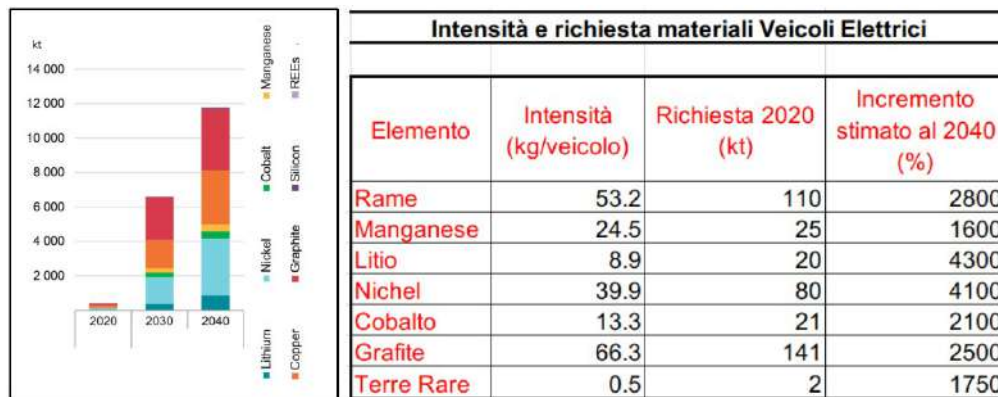 kt
14 000
12 000
10 000
8 000
6 000
4 000
2 000
2020 2030 2040
Lithium
Copper
Nickel
Graphite
Cobalt
Silicon
Manganese
REEs
Intensità e richiesta materiali Veicoli Elettrici
Elemento Intensità (kg/veicolo) Richiesta 2020 (kt) Incremento stimato al 2040 (%)
Rame 53.2 110 2800
Manganese 24.5 25 1600
Litio 8.9 20 4300
Nichel 39.9 80 4100
Cobalto 13.3 21 2100
Grafite 66.3 141 2500
Terre Rare 0.5 2 1750